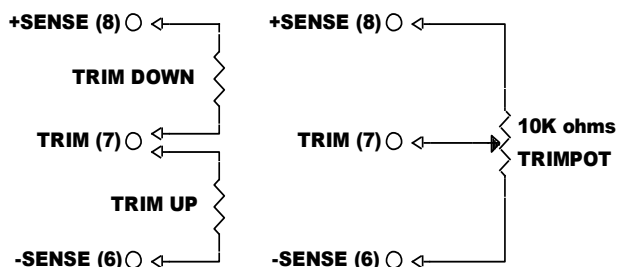 +SENSE (8)
TRIM DOWN
TRIM (7)
TRIM UP
-SENSE (6)
+SENSE (8)
10K ohms
TRIM (7)
TRIMPOT
-SENSE (6)